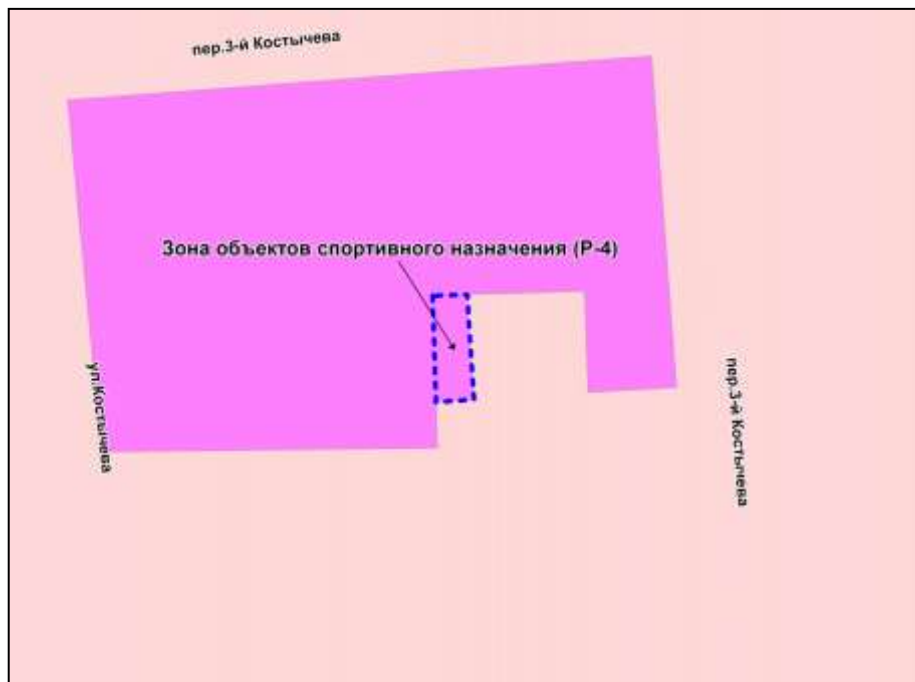 пер.3-й Костычева
Зона объектов спортивного назначения (Р-4)
ул.Костычева
пер.3-й Костычева